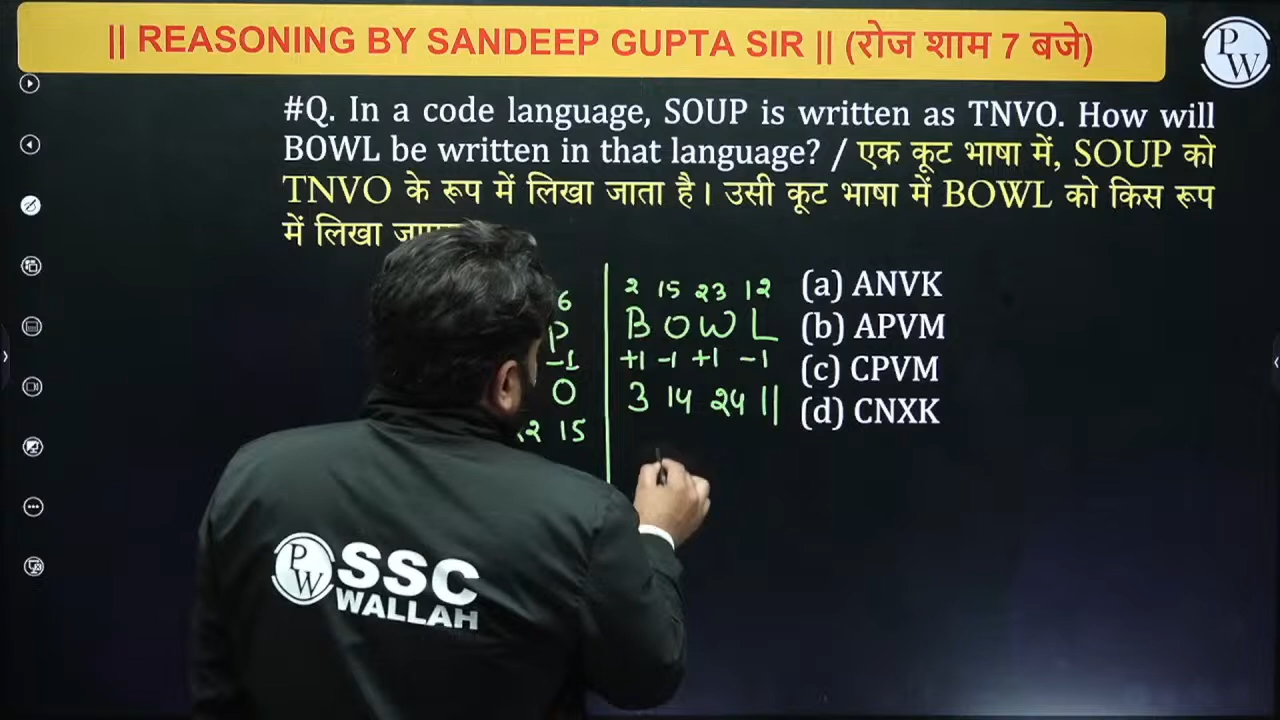 || REASONING BY SANDEEP GUPTA SIR || (रोज शाम 7 बजे)
PW
#Q. In a code language, SOUP is written as TNVO. How will
BOWL be written in that language? / एक कूट भाषा में, SOUP को
TNVO के रूप में लिखा जाता है। उसी कूट भाषा में BOWL को किस रूप
में लिखा
6
P
-1
O
15
2 15 23 12
B O W L
+1 -1 +1 -1
3 14 24 11
(a) ANVK
(b) APVM
(c) CPVM
(d) CNXK
PW SSC
WALLAH